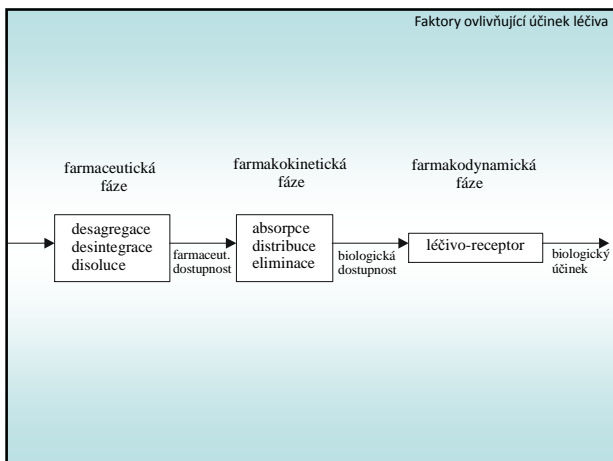 Faktory ovlivňující účinek léčiva
farmaceutická
fáze
farmakokinetická
fáze
farmakodynamická
fáze
desagregace
desintegrace
disoluce
farmaceut.
dostupnost
absorpce
distribuce
eliminace
biologická
dostupnost
léčivo-receptor
biologický
účinek